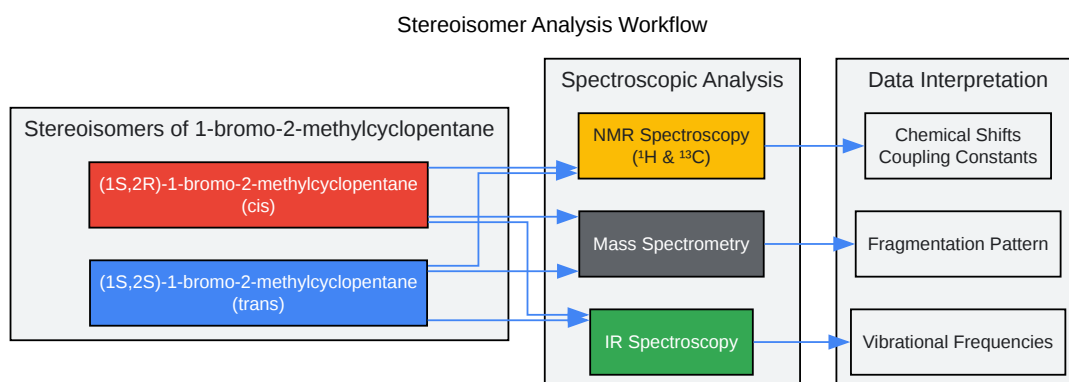 Stereoisomer Analysis Workflow
Stereoisomers of 1-bromo-2-methylcyclopentane
(1S,2R)-1-bromo-2-methylcyclopentane
(cis)
(1S,2S)-1-bromo-2-methylcyclopentane
(trans)
Spectroscopic Analysis
NMR Spectroscopy
(¹H & ¹³C)
Mass Spectrometry
IR Spectroscopy
Data Interpretation
Chemical Shifts
Coupling Constants
Fragmentation Pattern
Vibrational Frequencies